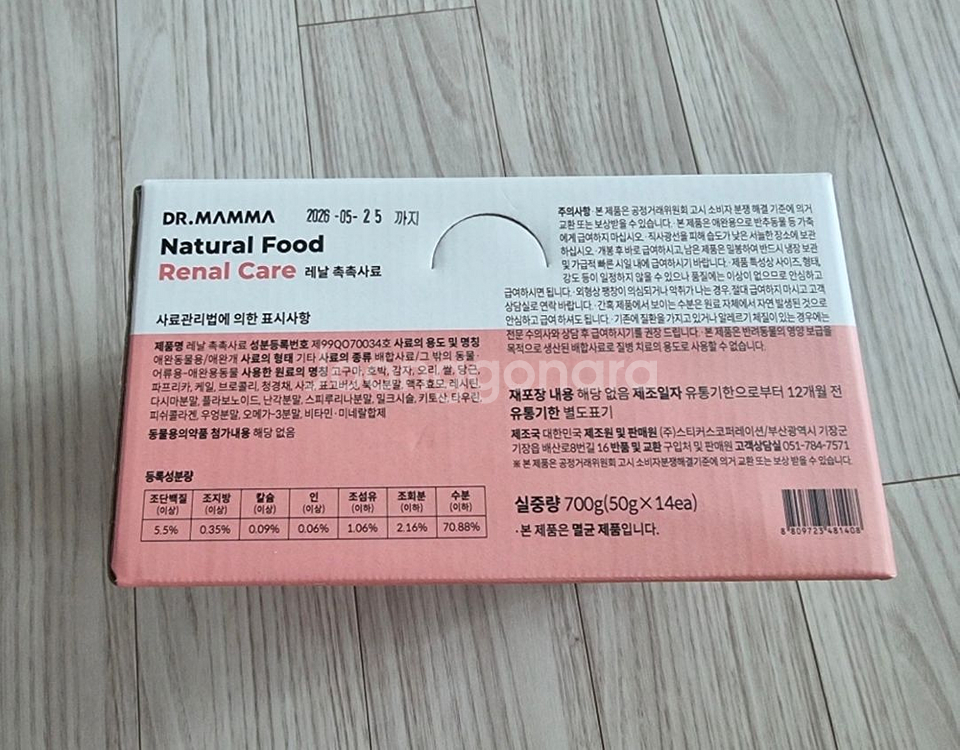 DR.MAMMA
2026-05-25 까지
Natural Food
Renal Care 레날 촉촉사료
사료관리법에 의한 표시사항
제품명 레날 촉촉사료 성분등록번호 제99QO70034호 사료의 용도 및 명칭
애완동물용/애완개 사료의 형태 기타 사료의 종류 배합사료/그 밖의 동물·
어류용-애완용동물 사용한 원료의 명칭 고구마, 호박, 감자, 오리, 쌀, 당근,
파프리카, 케일, 브로콜리, 청경채, 사과, 표고버섯, 북어분말, 맥주효모, 레시틴,
다시마분말, 플라보노이드, 난각분말, 스피루리나분말, 밀크시슬, 키토산, 타우린,
피쉬콜라겐, 우엉분말, 오메가-3분말, 비타민·미네랄합제
동물용의약품 첨가내용 해당 없음
등록성분량
조단백질 (이상) 조지방 (이상) 칼슘 (이상) 인 (이상) 조섬유 (이하) 조회분 (이하) 수분 (이하)
5.5% 0.35% 0.09% 0.06% 1.06% 2.16% 70.88%
주의사항 · 본 제품은 공정거래위원회 고시 소비자 분쟁 해결 기준에 의거
교환 또는 보상받을 수 있습니다. · 본 제품은 애완용으로 반추동물 등 가축
에게 급여하지 마십시오. · 직사광선을 피해 습도가 낮은 서늘한 장소에 보관
하십시오. · 개봉 후 바로 급여하시고, 남은 제품은 밀봉하여 반드시 냉장 보관
및 가급적 빠른 시일 내에 급여하시기 바랍니다. · 제품 특성상 사이즈, 형태,
강도 등이 일정하지 않을 수 있으나 품질에는 이상이 없으므로 안심하고
급여하시면 됩니다. · 외형상 팽창이 의심되거나 악취가 나는 경우, 절대 급여하지 마시고 고객
상담실로 연락 바랍니다. · 간혹 제품에서 보이는 수분은 원료 자체에서 자연 발생된 것으로
안심하고 급여 하셔도 됩니다. · 기존에 질환을 가지고 있거나 알레르기 체질이 있는 경우에는
전문 수의사와 상담 후 급여하시기를 권장 드립니다. · 본 제품은 반려동물의 영양 보급을
목적으로 생산된 배합사료로 질병 치료의 용도로 사용할 수 없습니다.
재포장 내용 해당 없음 제조일자 유통기한으로부터 12개월 전
유통기한 별도표기
제조국 대한민국 제조원 및 판매원 (주)스티커스코퍼레이션/부산광역시 기장군
기장읍 배산로8번길 16 반품 및 교환 구입처 및 판매원 고객상담실 051-784-7571
※ 본 제품은 공정거래위원회 고시 소비자분쟁해결기준에 의거 교환 또는 보상 받을 수 있습니다.
실중량 700g(50g×14ea)
· 본 제품은 멸균 제품입니다.
8 809723 481408